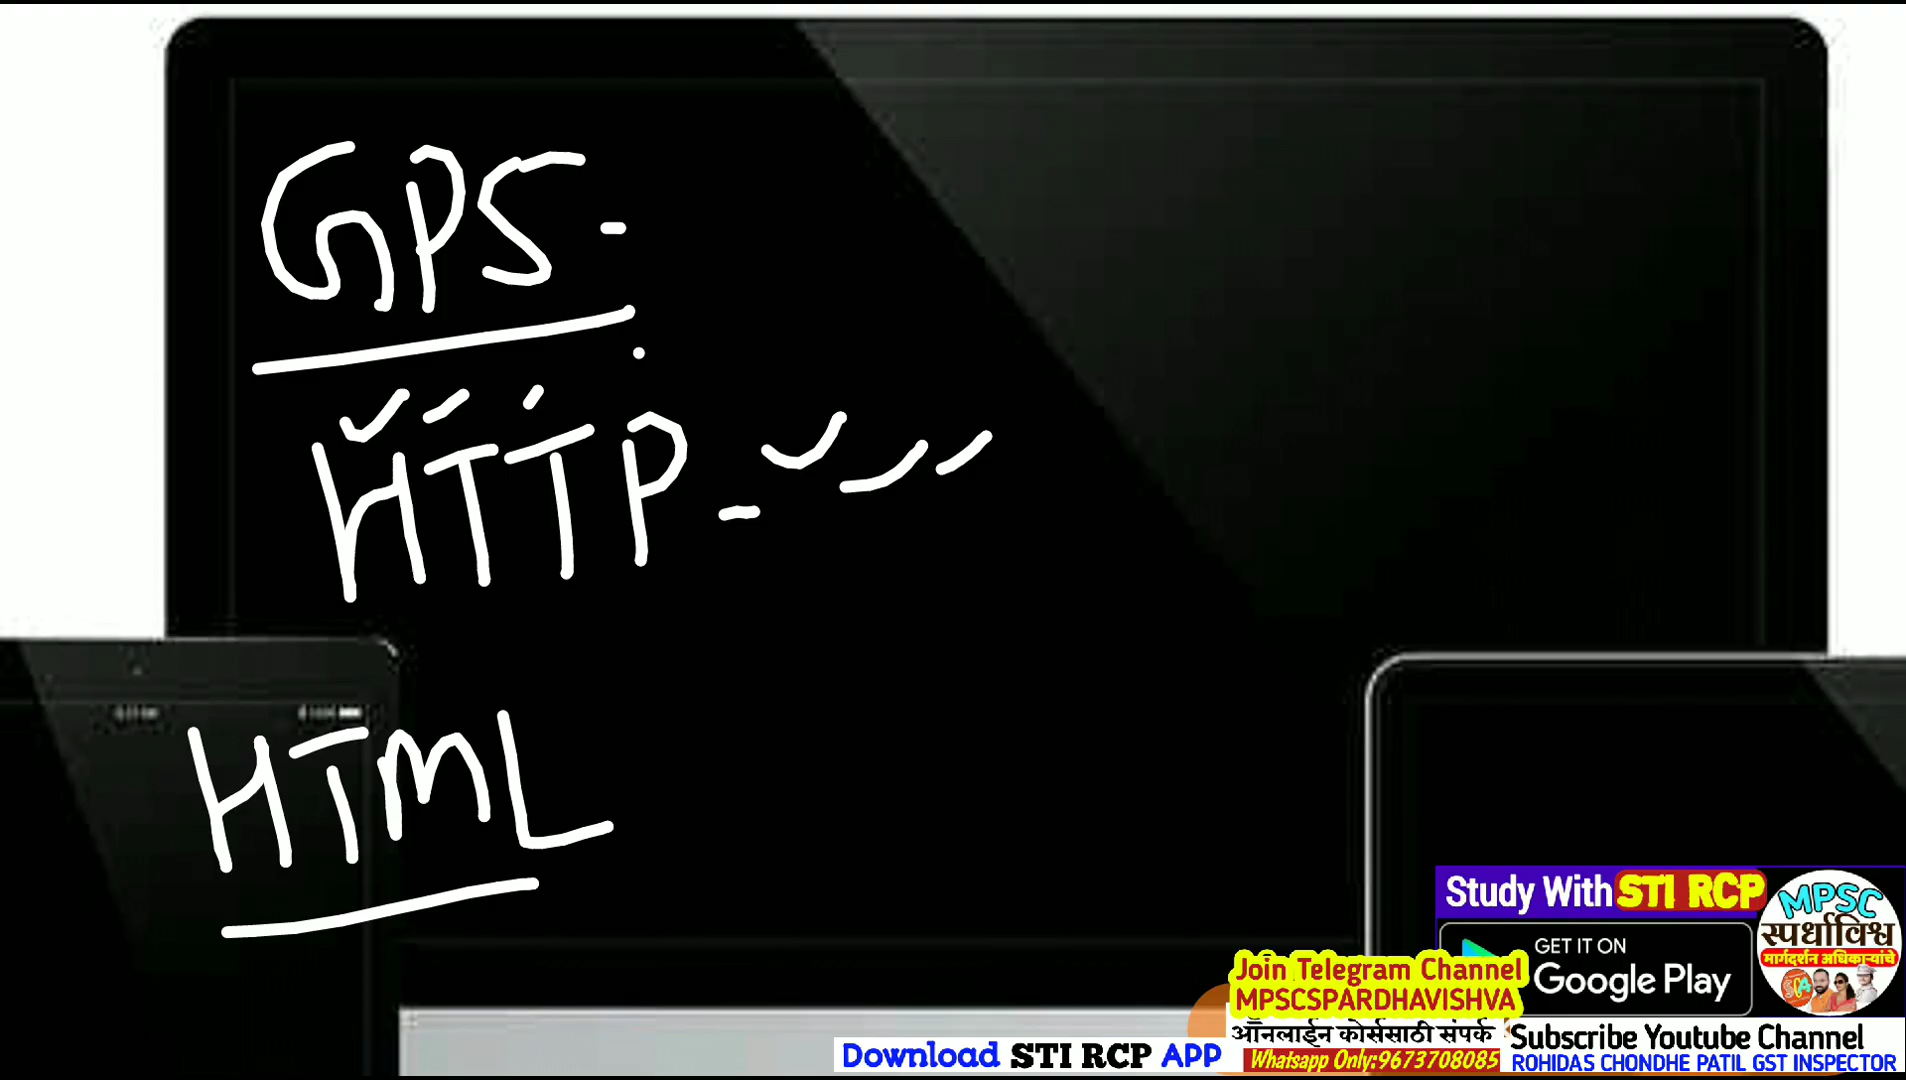 GPS -
HTTP -
HTML
Study With STI RCP
MPSC
स्पर्धाविश्व
मार्गदर्शन अधिकाऱ्यांचे
GET IT ON
Google Play
Join Telegram Channel
MPSCSPARDHAVISHVA
ऑनलाईन कोर्ससाठी संपर्क
Whatsapp Only:9673708085
Download STI RCP APP
Subscribe Youtube Channel
ROHIDAS CHONDHE PATIL GST INSPECTOR